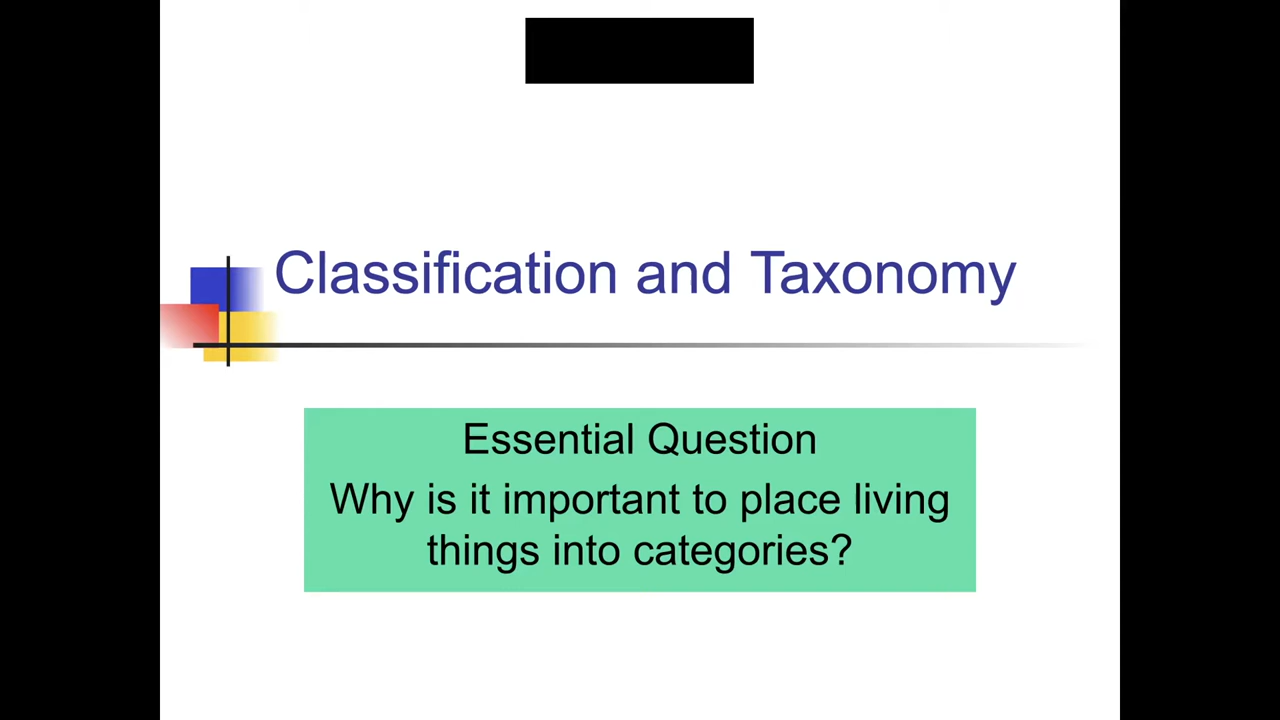 Classification and Taxonomy
Essential Question
Why is it important to place living
things into categories?